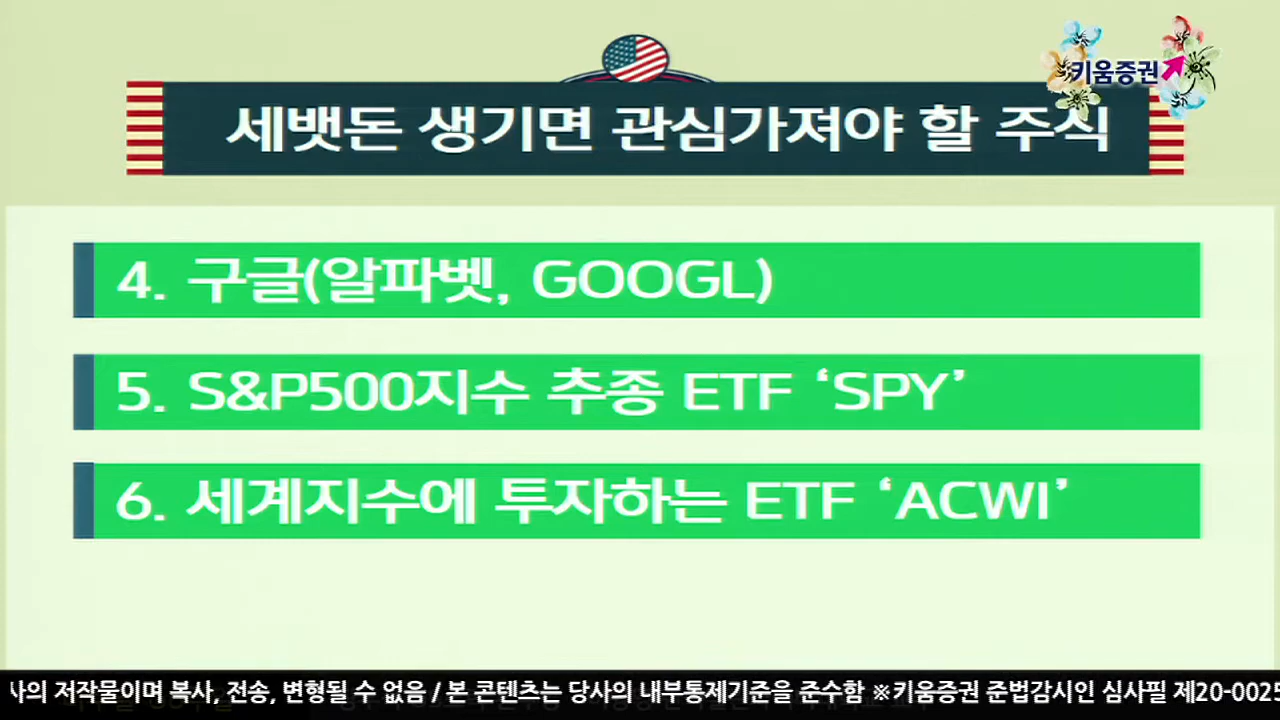 키움증권
세뱃돈 생기면 관심가져야 할 주식
4. 구글(알파벳, GOOGL)
5. S&P500지수 추종 ETF ‘SPY’
6. 세계지수에 투자하는 ETF ‘ACWI’
사의 저작물이며 복사, 전송, 변형될 수 없음 / 본 콘텐츠는 당사의 내부통제기준을 준수함 ※키움증권 준법감시인 심사필 제20-0025